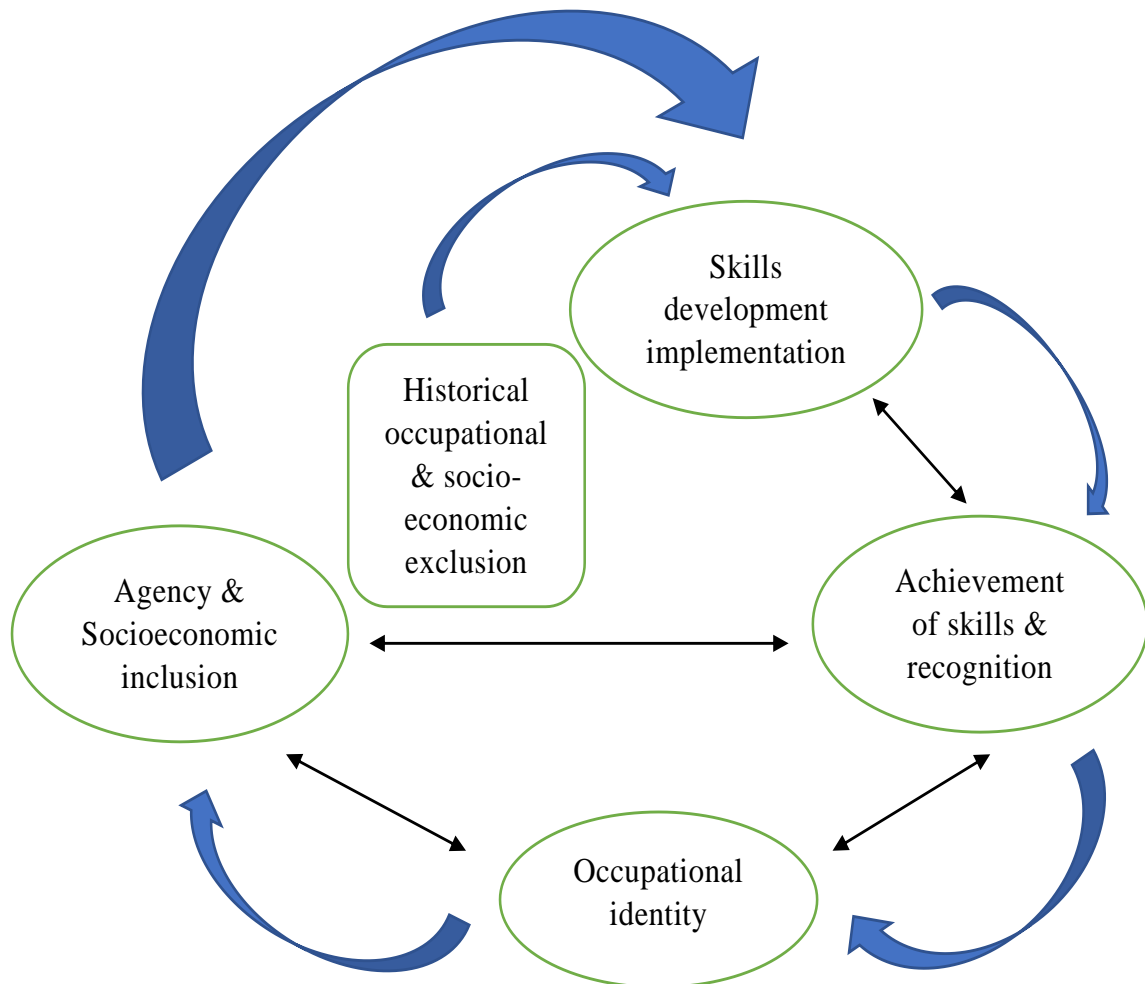 Skills
development
implementation
Historical
occupational
& socio-
economic
exclusion
Agency &
Socioeconomic
inclusion
Achievement
of skills &
recognition
Occupational
identity